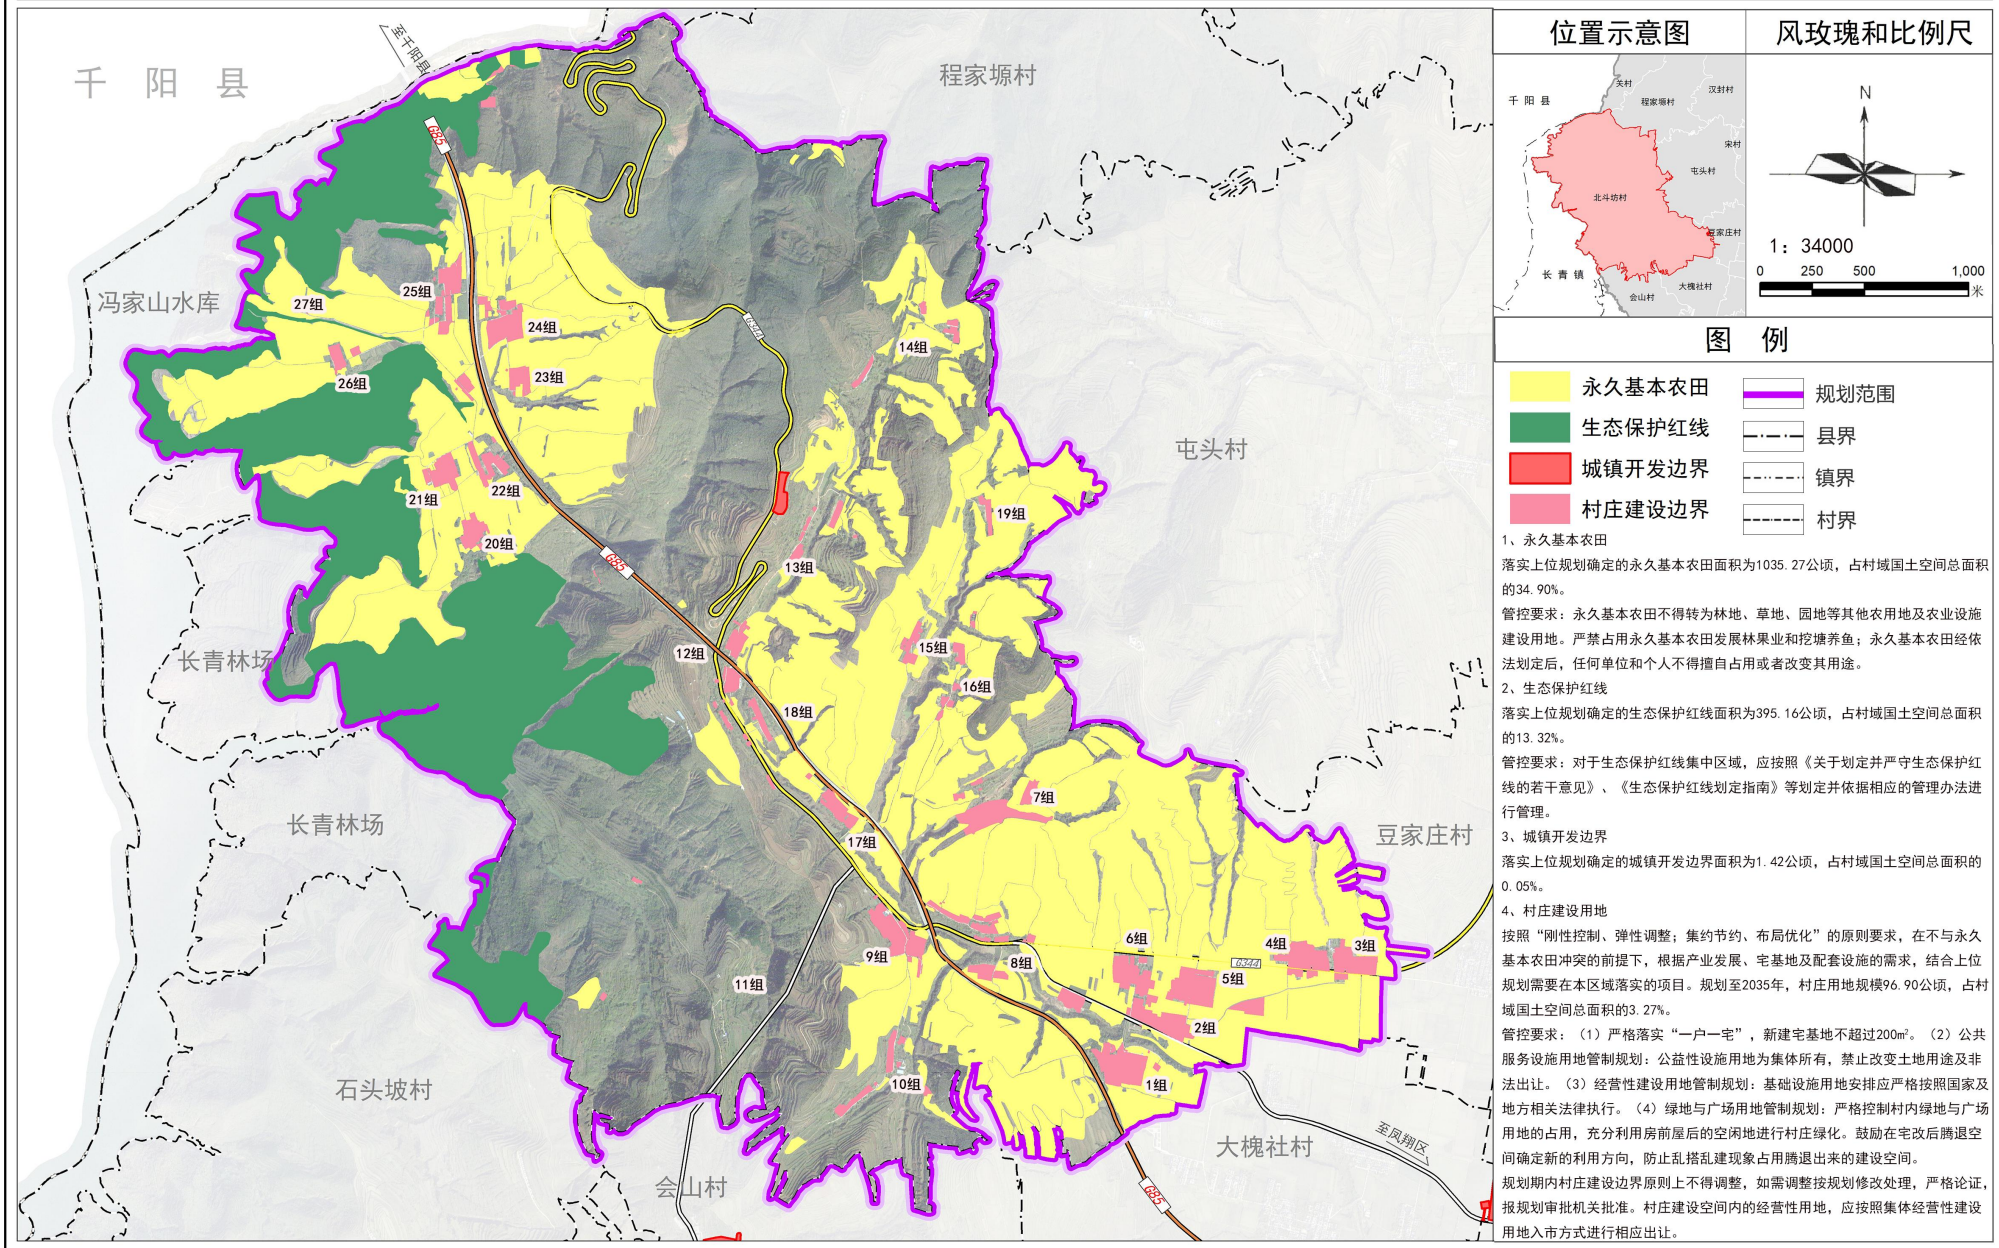 千阳县
至千阳县
程家塬村
冯家山水库
屯头村
长青林场
长青林场
豆家庄村
石头坡村
会山村
大槐社村
至凤翔区
G85
G85
G85
G344
G344
27组
25组
24组
23组
26组
14组
22组
21组
20组
19组
13组
12组
15组
16组
18组
7组
17组
9组
8组
6组
4组
3组
5组
11组
2组
10组
1组
位置示意图
关村
汉封村
程家塬村
千阳县
宋村
屯头村
北斗坊村
豆家庄村
长青镇
大槐社村
会山村
风玫瑰和比例尺
N
1: 34000
0 250 500 1,000
米
图 例
永久基本农田
规划范围
生态保护红线
县界
城镇开发边界
镇界
村庄建设边界
村界
1、永久基本农田
落实上位规划确定的永久基本农田面积为1035.27公顷，占村域国土空间总面积
的34.90%。
管控要求：永久基本农田不得转为林地、草地、园地等其他农用地及农业设施
建设用地。严禁占用永久基本农田发展林果业和挖塘养鱼；永久基本农田经依
法划定后，任何单位和个人不得擅自占用或者改变其用途。
2、生态保护红线
落实上位规划确定的生态保护红线面积为395.16公顷，占村域国土空间总面积
的13.32%。
管控要求：对于生态保护红线集中区域，应按照《关于划定并严守生态保护红
线的若干意见》、《生态保护红线划定指南》等划定并依据相应的管理办法进
行管理。
3、城镇开发边界
落实上位规划确定的城镇开发边界面积为1.42公顷，占村域国土空间总面积的
0.05%。
4、村庄建设用地
按照“刚性控制、弹性调整；集约节约、布局优化”的原则要求，在不与永久
基本农田冲突的前提下，根据产业发展、宅基地及配套设施的需求，结合上位
规划需要在本区域落实的项目。规划至2035年，村庄用地规模96.90公顷，占村
域国土空间总面积的3.27%。
管控要求：（1）严格落实“一户一宅”，新建宅基地不超过200m²。（2）公共
服务设施用地管制规划：公益性设施用地为集体所有，禁止改变土地用途及非
法出让。（3）经营性建设用地管制规划：基础设施用地安排应严格按照国家及
地方相关法律执行。（4）绿地与广场用地管制规划：严格控制村内绿地与广场
用地的占用，充分利用房前屋后的空闲地进行村庄绿化。鼓励在宅改后腾退空
间确定新的利用方向，防止乱搭乱建现象占用腾退出来的建设空间。
规划期内村庄建设边界原则上不得调整，如需调整按规划修改处理，严格论证，
报规划审批机关批准。村庄建设空间内的经营性用地，应按照集体经营性建设
用地入市方式进行相应出让。